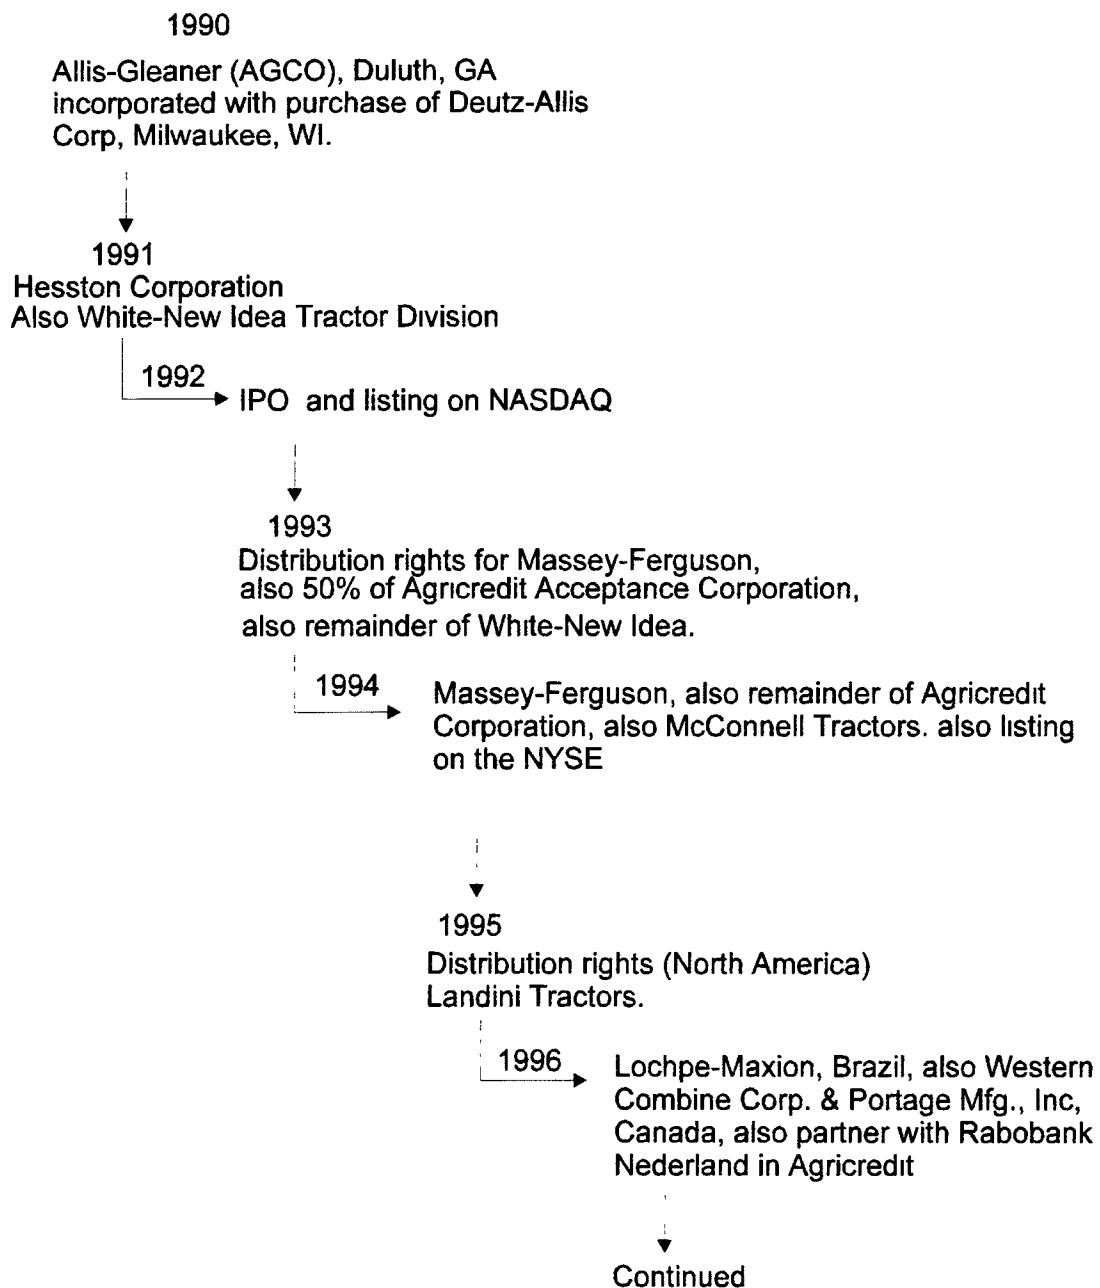 1990
Allis-Gleaner (AGCO), Duluth, GA
incorporated with purchase of Deutz-Allis
Corp, Milwaukee, WI.
1991
Hesston Corporation
Also White-New Idea Tractor Division
1992
IPO and listing on NASDAQ
1993
Distribution rights for Massey-Ferguson,
also 50% of Agricredit Acceptance Corporation,
also remainder of White-New Idea.
1994
Massey-Ferguson, also remainder of Agricredit
Corporation, also McConnell Tractors. also listing
on the NYSE
1995
Distribution rights (North America)
Landini Tractors.
1996
Lochpe-Maxion, Brazil, also Western
Combine Corp. & Portage Mfg., Inc,
Canada, also partner with Rabobank
Nederland in Agricredit
Continued